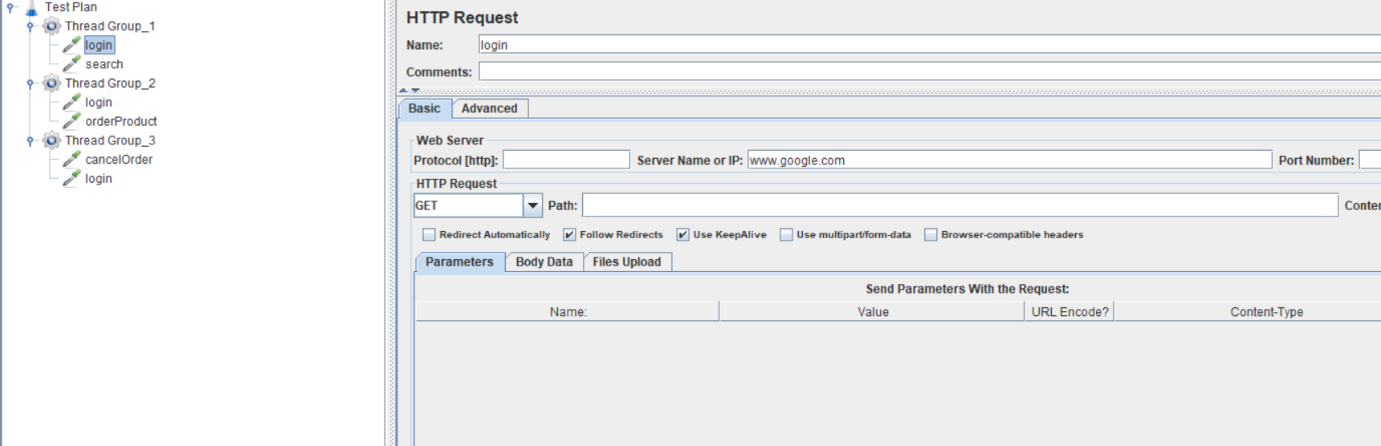 Test Plan
Thread Group_1
login
search
Thread Group_2
login
orderProduct
Thread Group_3
cancelOrder
login
HTTP Request
Name: login
Comments:
Basic Advanced
Web Server
Protocol [http]: Server Name or IP: www.google.com Port Number:
HTTP Request
GET Path: Conter
Redirect Automatically Follow Redirects Use KeepAlive Use multipart/form-data Browser-compatible headers
Parameters Body Data Files Upload
Send Parameters With the Request:
Name: Value URL Encode? Content-Type